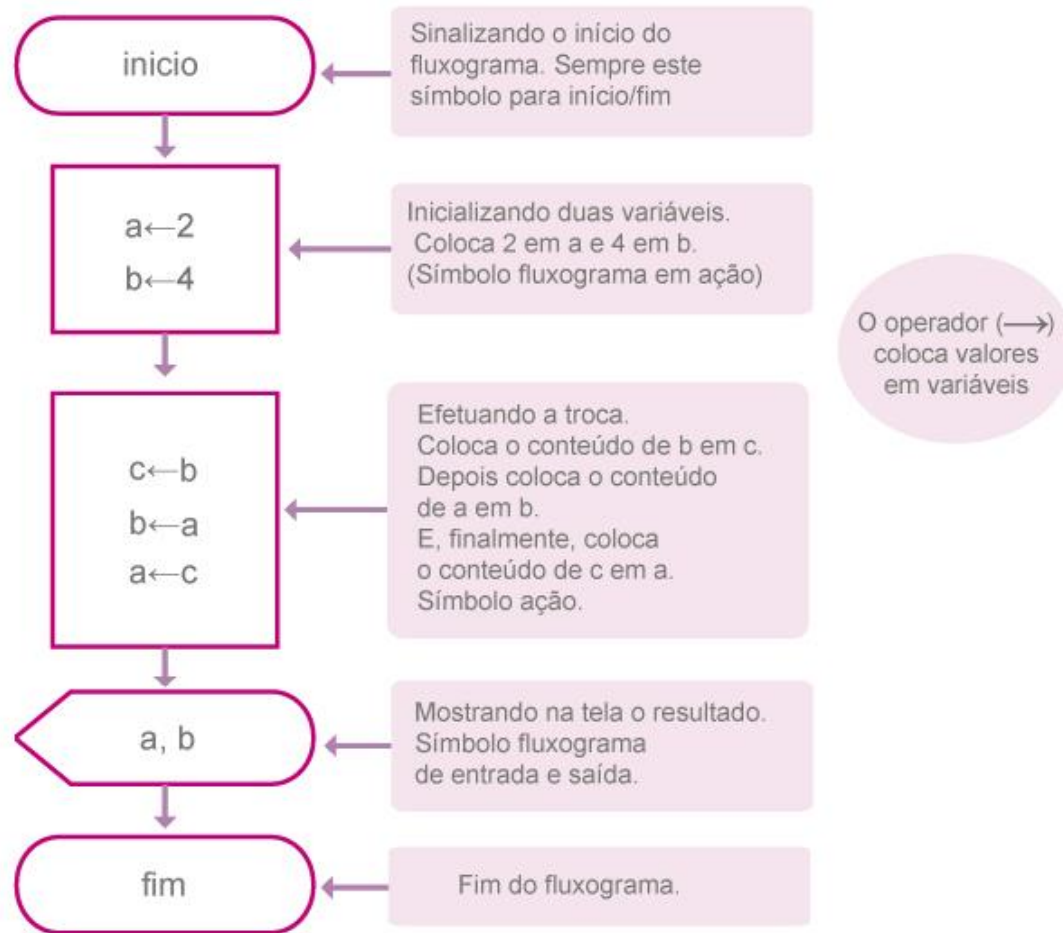 inicio
Sinalizando o início do
fluxograma. Sempre este
símbolo para início/fim
a←2
b←4
Inicializando duas variáveis.
Coloca 2 em a e 4 em b.
(Símbolo fluxograma em ação)
O operador (→)
coloca valores
em variáveis
c←b
b←a
a←c
Efetuando a troca.
Coloca o conteúdo de b em c.
Depois coloca o conteúdo
de a em b.
E, finalmente, coloca
o conteúdo de c em a.
Símbolo ação.
a, b
Mostrando na tela o resultado.
Símbolo fluxograma
de entrada e saída.
fim
Fim do fluxograma.